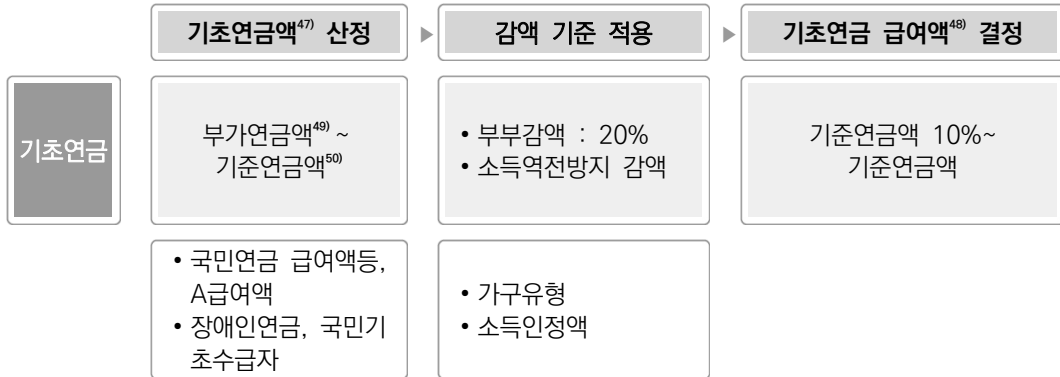 기초연금액47) 산정
▶
감액 기준 적용
▶
기초연금 급여액48) 결정
기초연금
부가연금액49) ~
기준연금액50)
• 부부감액 : 20%
• 소득역전방지 감액
기준연금액 10%~
기준연금액
• 국민연금 급여액등,
A급여액
• 장애인연금, 국민기
초수급자
• 가구유형
• 소득인정액